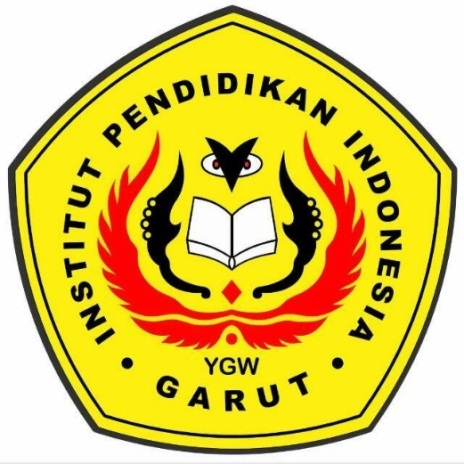 INSTITUT PENDIDIKAN INDONESIA
YGW
• GARUT •